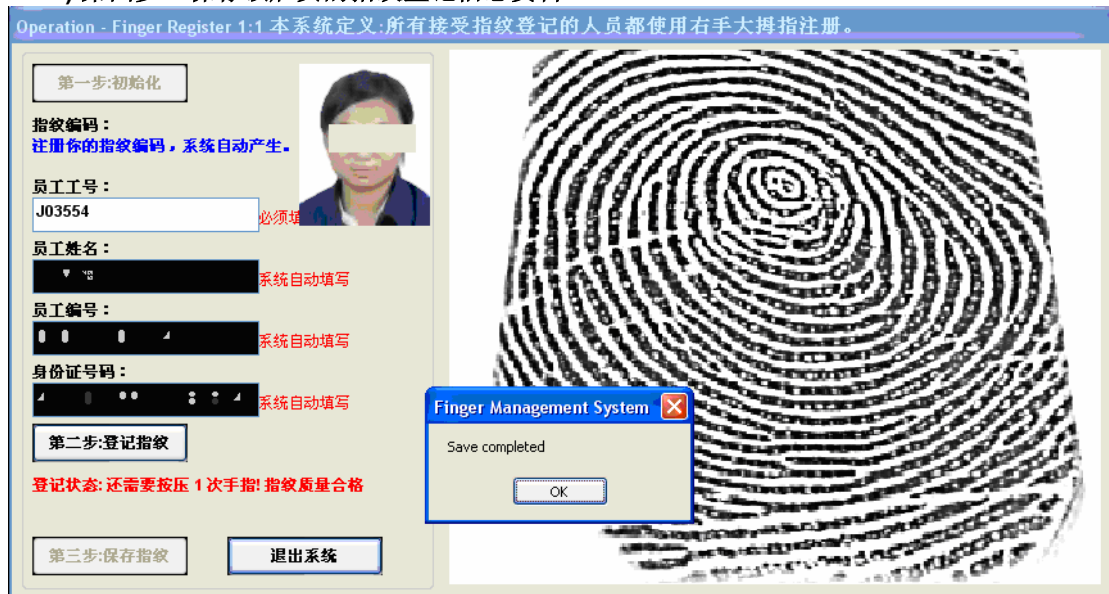 Operation - Finger Register 1:1 本系统定义:所有接受指纹登记的人员都使用右手大拇指注册。
第一步:初始化
指纹编码：
注册你的指纹编码，系统自动产生。
员工工号：
J03554
必须填
员工姓名：
系统自动填写
员工编号：
系统自动填写
身份证号码：
系统自动填写
第二步:登记指纹
登记状态: 还需要按压 1 次手指! 指纹质量合格
第三步:保存指纹
退出系统
Finger Management System
Save completed
OK